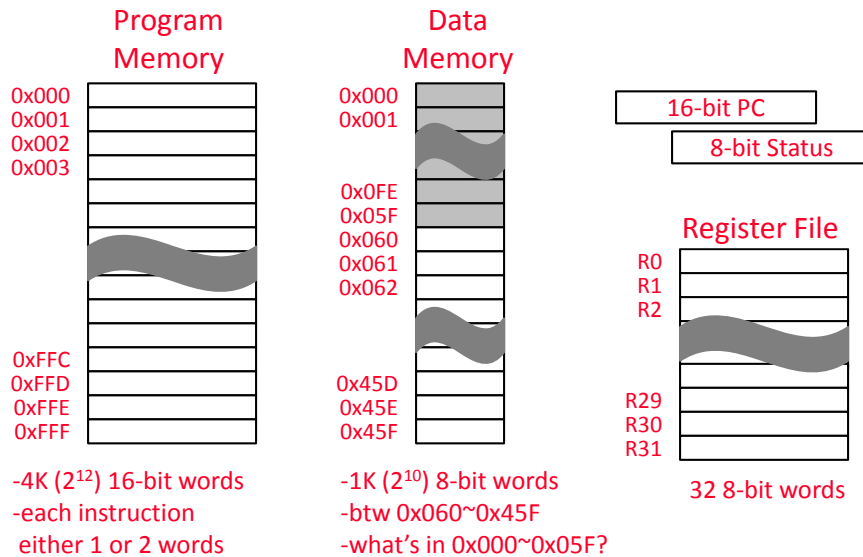 Program
Memory
0x000
0x001
0x002
0x003
0xFFC
0xFFD
0xFFE
0xFFF
-4K (2¹²) 16-bit words
-each instruction
either 1 or 2 words
Data
Memory
0x000
0x001
0x0FE
0x05F
0x060
0x061
0x062
0x45D
0x45E
0x45F
-1K (2¹⁰) 8-bit words
-btw 0x060~0x45F
-what's in 0x000~0x05F?
16-bit PC
8-bit Status
Register File
R0
R1
R2
R29
R30
R31
32 8-bit words